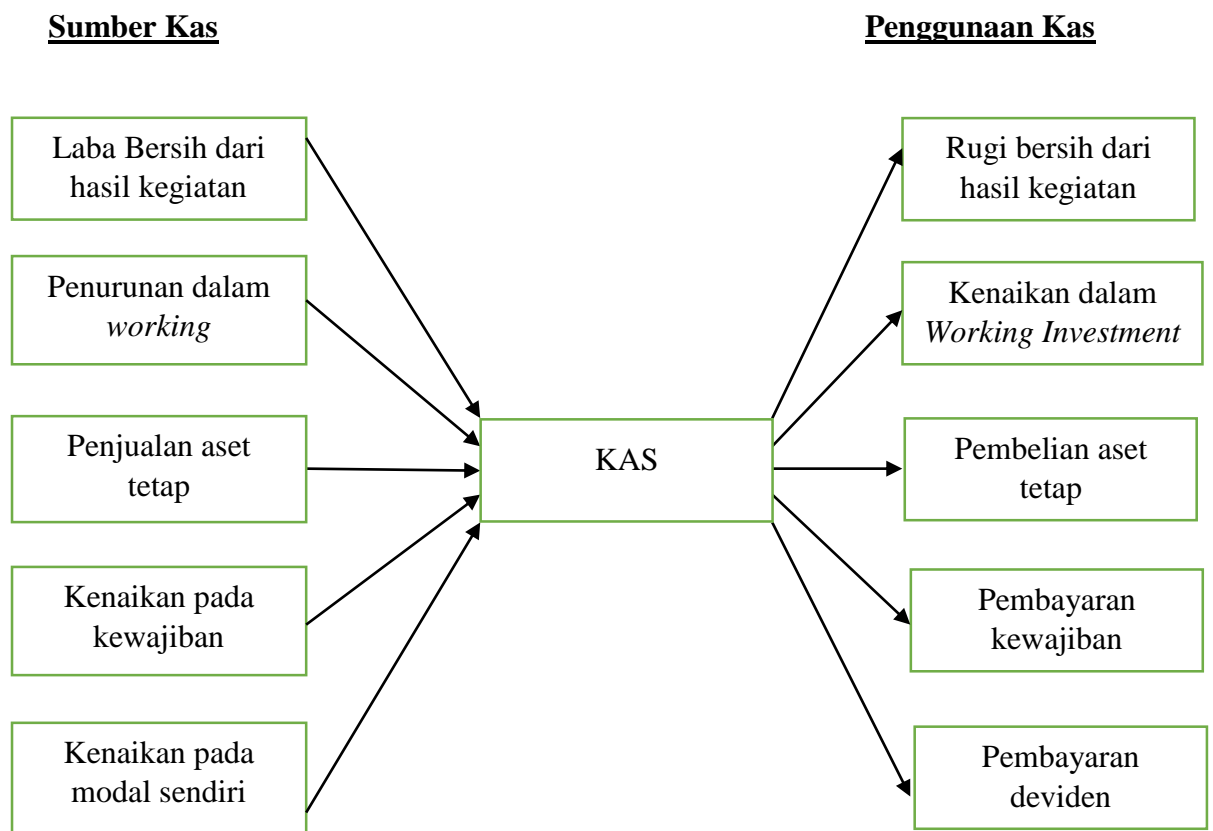 Sumber Kas
Penggunaan Kas
Laba Bersih dari
hasil kegiatan
Penurunan dalam
working
Penjualan aset
tetap
Kenaikan pada
kewajiban
Kenaikan pada
modal sendiri
KAS
Rugi bersih dari
hasil kegiatan
Kenaikan dalam
Working Investment
Pembelian aset
tetap
Pembayaran
kewajiban
Pembayaran
deviden